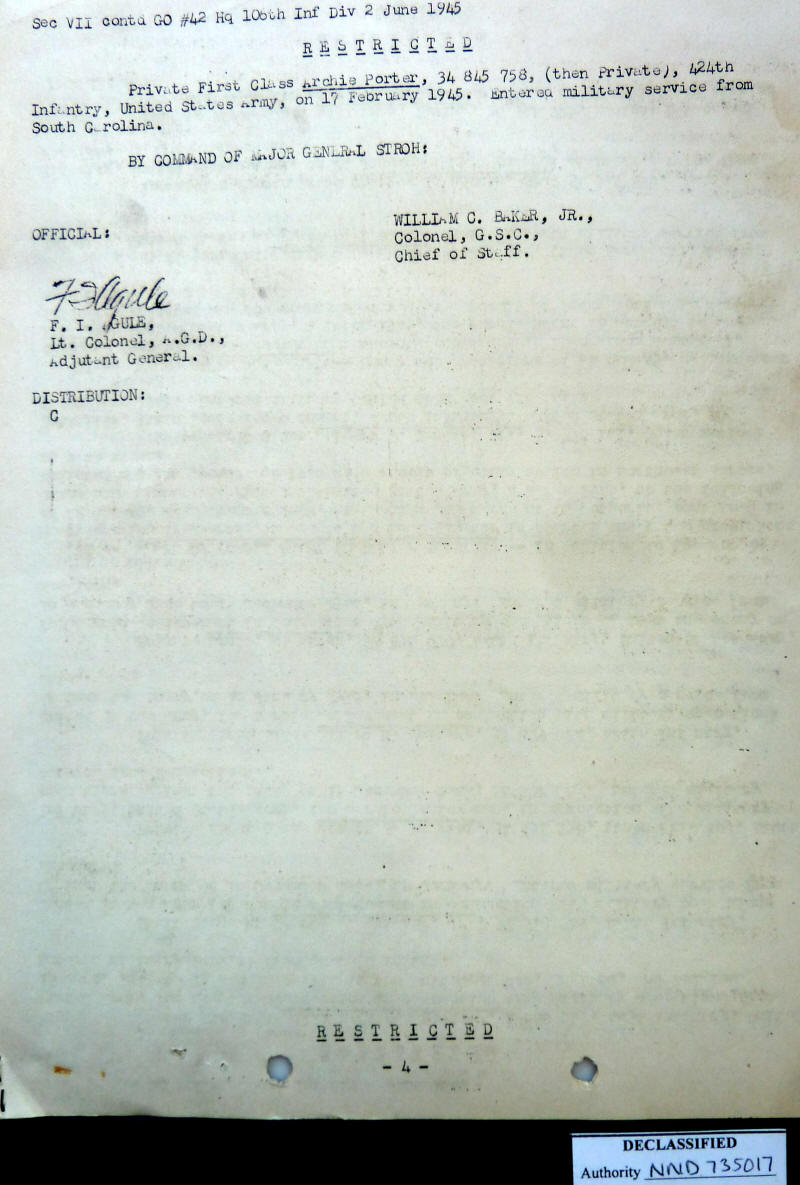 Sec VII contd GO #42 Hq 106th Inf Div 2 June 1945
R E S T R I C T E D
Private First Class Archie Porter, 34 845 758, (then Private), 424th
Infantry, United States Army, on 17 February 1945. Entered military service from
South Carolina.
BY COMMAND OF MAJOR GENERAL STROH:
WILLIAM C. BAKER, JR.,
OFFICIAL:
Colonel, G.S.C.,
Chief of Staff.
F I Agule
F. I. AGULE,
Lt. Colonel, A.G.D.,
Adjutant General.
DISTRIBUTION:
C
R E S T R I C T E D
- 4 -
DECLASSIFIED
Authority NND 735017